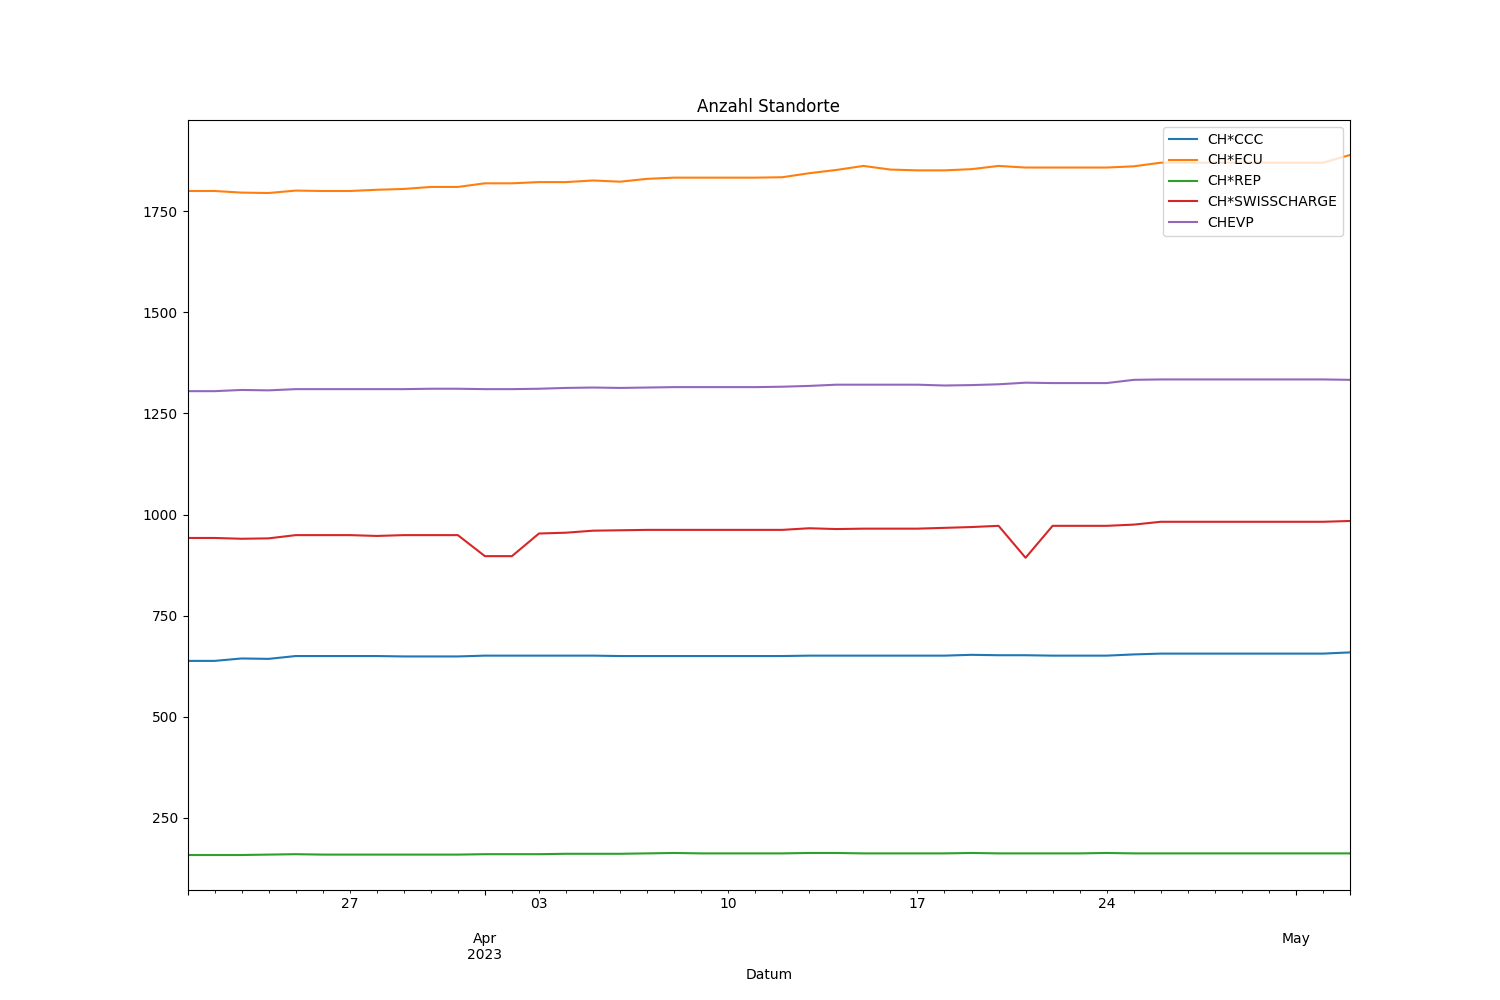 Anzahl Standorte
CH*CCC
CH*ECU
CH*REP
CH*SWISSCHARGE
CHEVP
1750
1500
1250
1000
750
500
250
27
03
10
17
24
Apr
2023
May
Datum